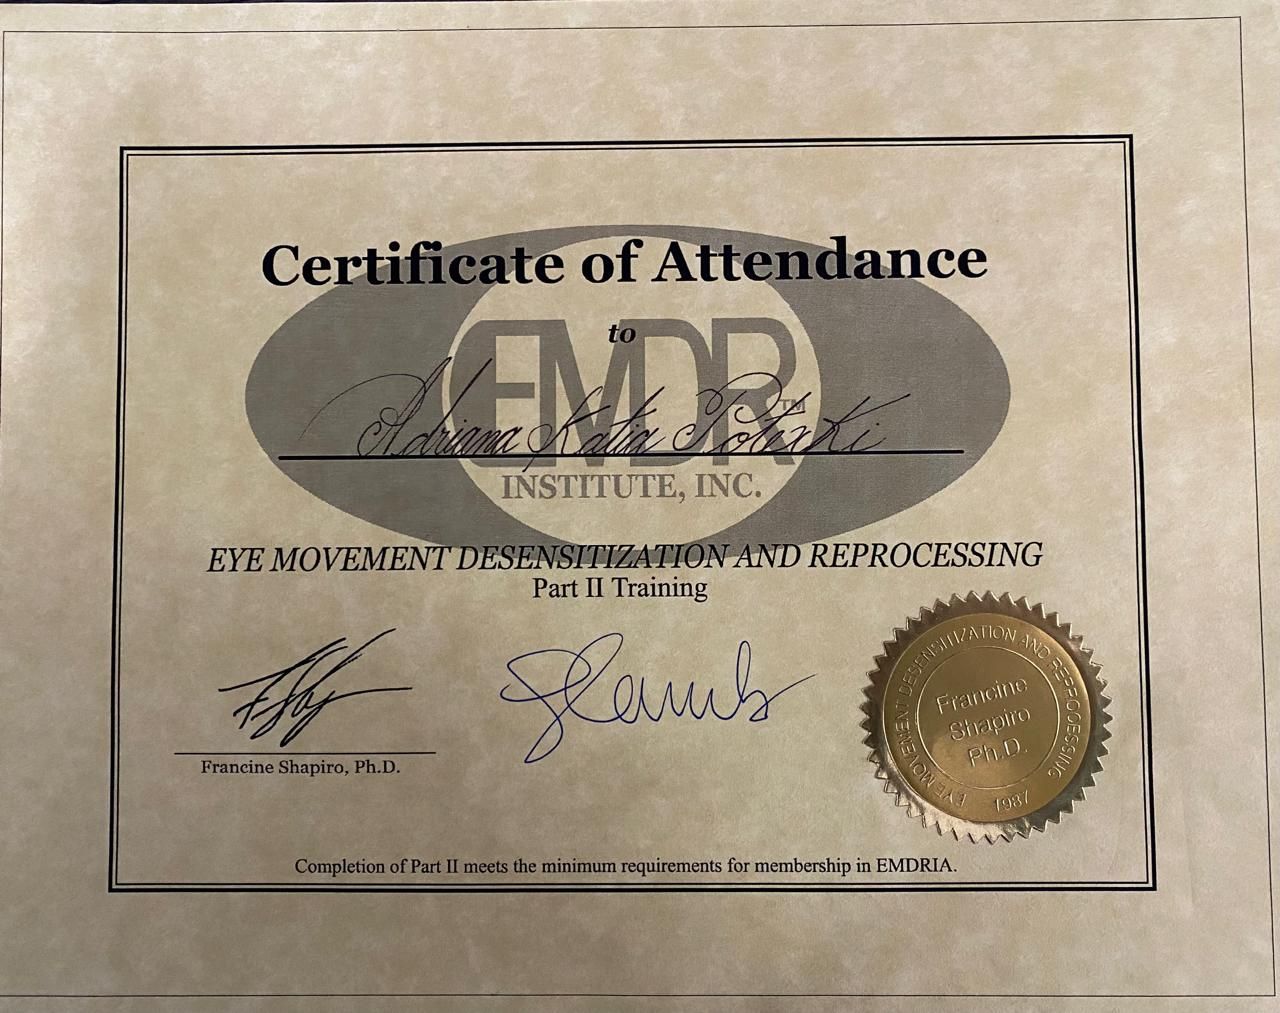 Certificate of Attendance
to
EMDR™
Adriana Katia
INSTITUTE, INC.
EYE MOVEMENT DESENSITIZATION AND REPROCESSING
Part II Training
Francine Shapiro, Ph.D.
EYE MOVEMENT DESENSITIZATION AND REPROCESSING
Francine
Shapiro
Ph.D.
1987
Completion of Part II meets the minimum requirements for membership in EMDRIA.